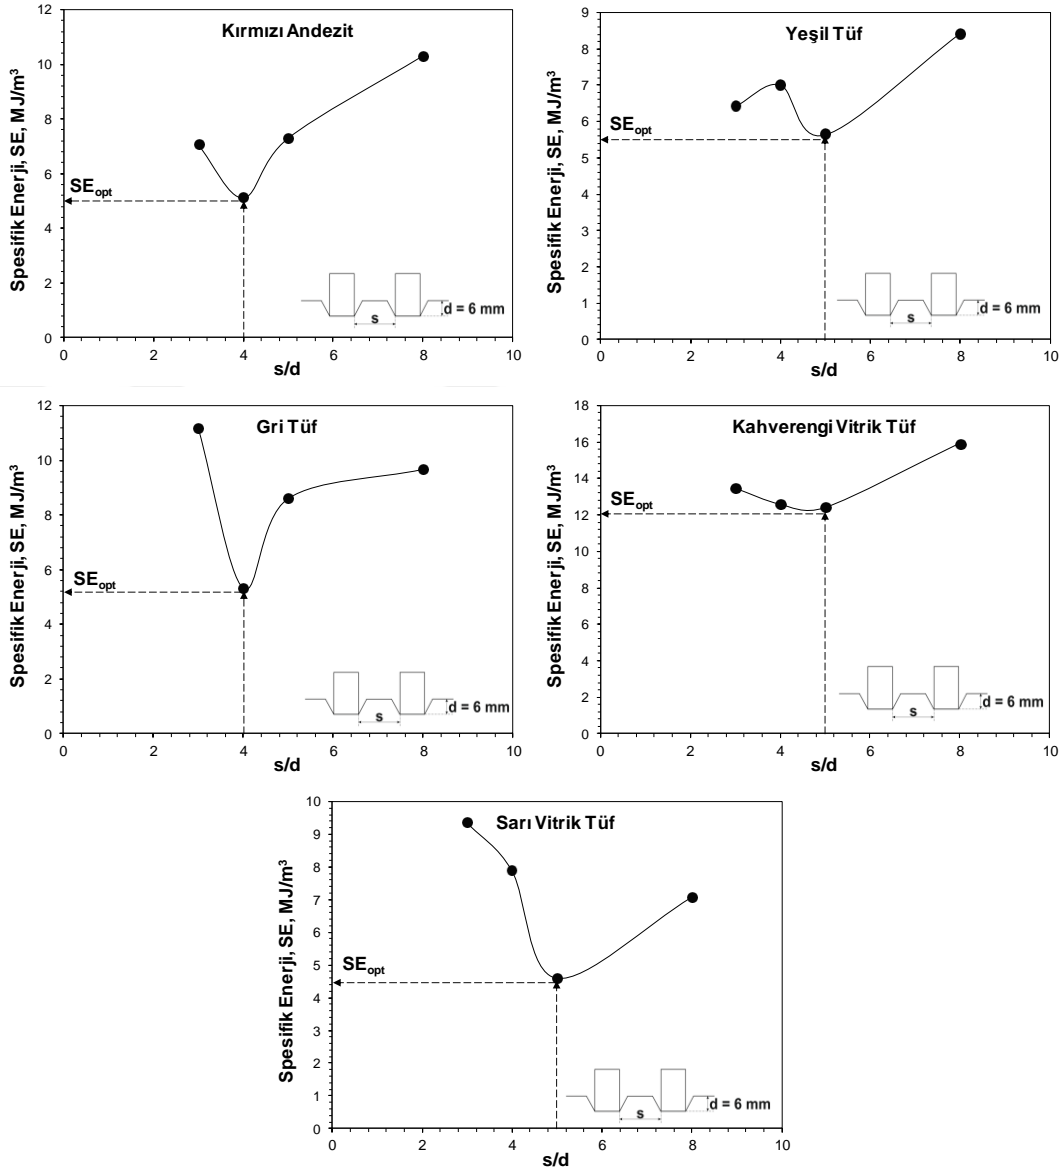 Kırmızı Andezit
Spesifik Enerji, SE, MJ/m³
12
10
8
6
4
2
0
SEopt
s
d = 6 mm
0 2 4 6 8 10
s/d
Yeşil Tüf
Spesifik Enerji, SE, MJ/m³
9
8
7
6
5
4
3
2
1
0
SEopt
s
d = 6 mm
0 2 4 6 8 10
s/d
Gri Tüf
Spesifik Enerji, SE, MJ/m³
12
10
8
6
4
2
0
SEopt
s
d = 6 mm
0 2 4 6 8 10
s/d
Kahverengi Vitrik Tüf
Spesifik Enerji, SE, MJ/m³
18
16
14
12
10
8
6
4
2
0
SEopt
s
d = 6 mm
0 2 4 6 8 10
s/d
Sarı Vitrik Tüf
Spesifik Enerji, SE, MJ/m³
10
9
8
7
6
5
4
3
2
1
0
SEopt
s
d = 6 mm
0 2 4 6 8 10
s/d